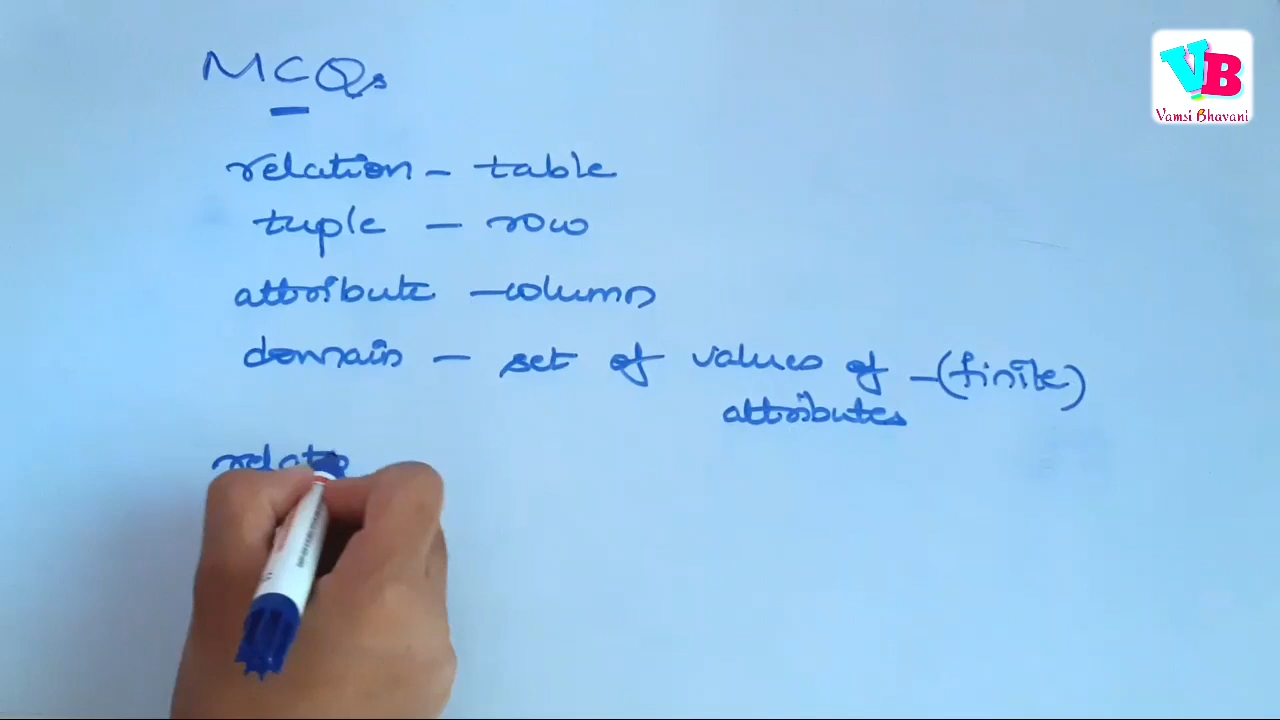 MCQs
relation - table
tuple - row
attribute - column
domain - set of values of - (finite)
attributes
VB
Vamsi Bhavani